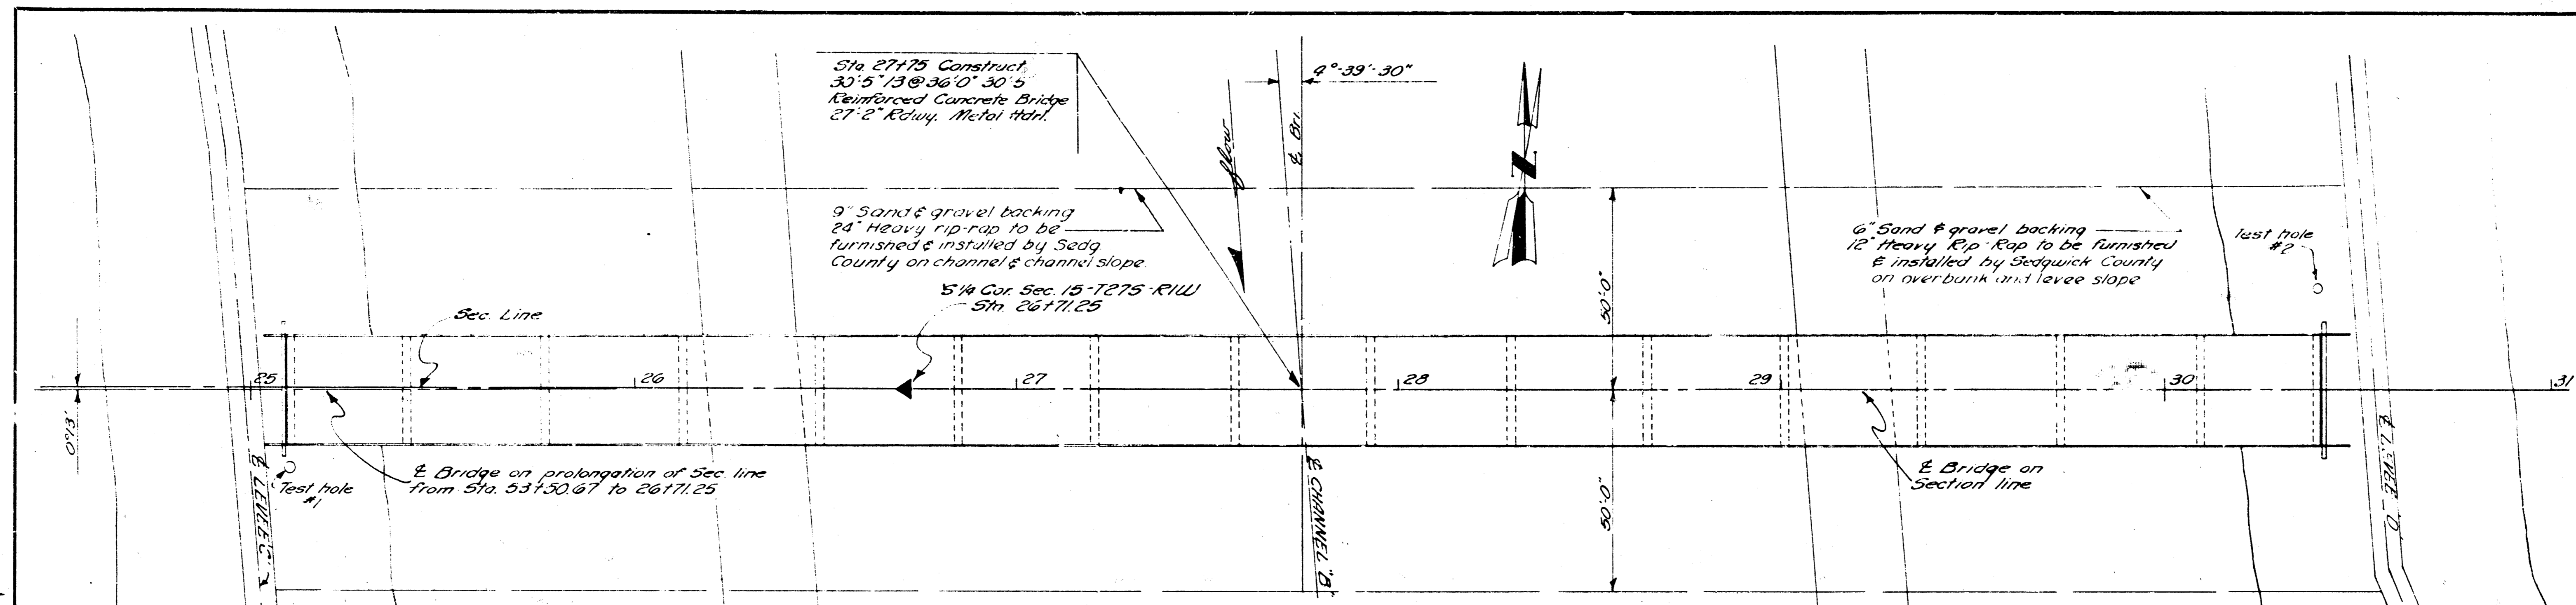 Sta. 27+75 Construct
30'-5" 13@36'-0" 30'-5
Reinforced Concrete Bridge
27'-2" Rdwy. Metal Hdrl.
4°-39'-30"
flow
℄ Bri.
N
9" Sand & gravel backing
24" Heavy rip-rap to be
furnished & installed by Sedg.
County on channel & channel slope
6" Sand & gravel backing
12" Heavy Rip-Rap to be furnished
& installed by Sedgwick County
on overbank and levee slope
Test hole
#2
S 1/4 Cor. Sec. 15-T27S-R1W
Sta. 26+71.25
50'-0"
Sec. Line
25
26
27
28
29
30
31
0°13'
℄ Bridge on prolongation of Sec. line
from Sta. 53+50.67 to 26+71.25
Test hole
#1
℄ Bridge on
Section line
50'-0"
℄ LEVEE "C"
℄ CHANNEL "B"
℄ LEVEE "D"